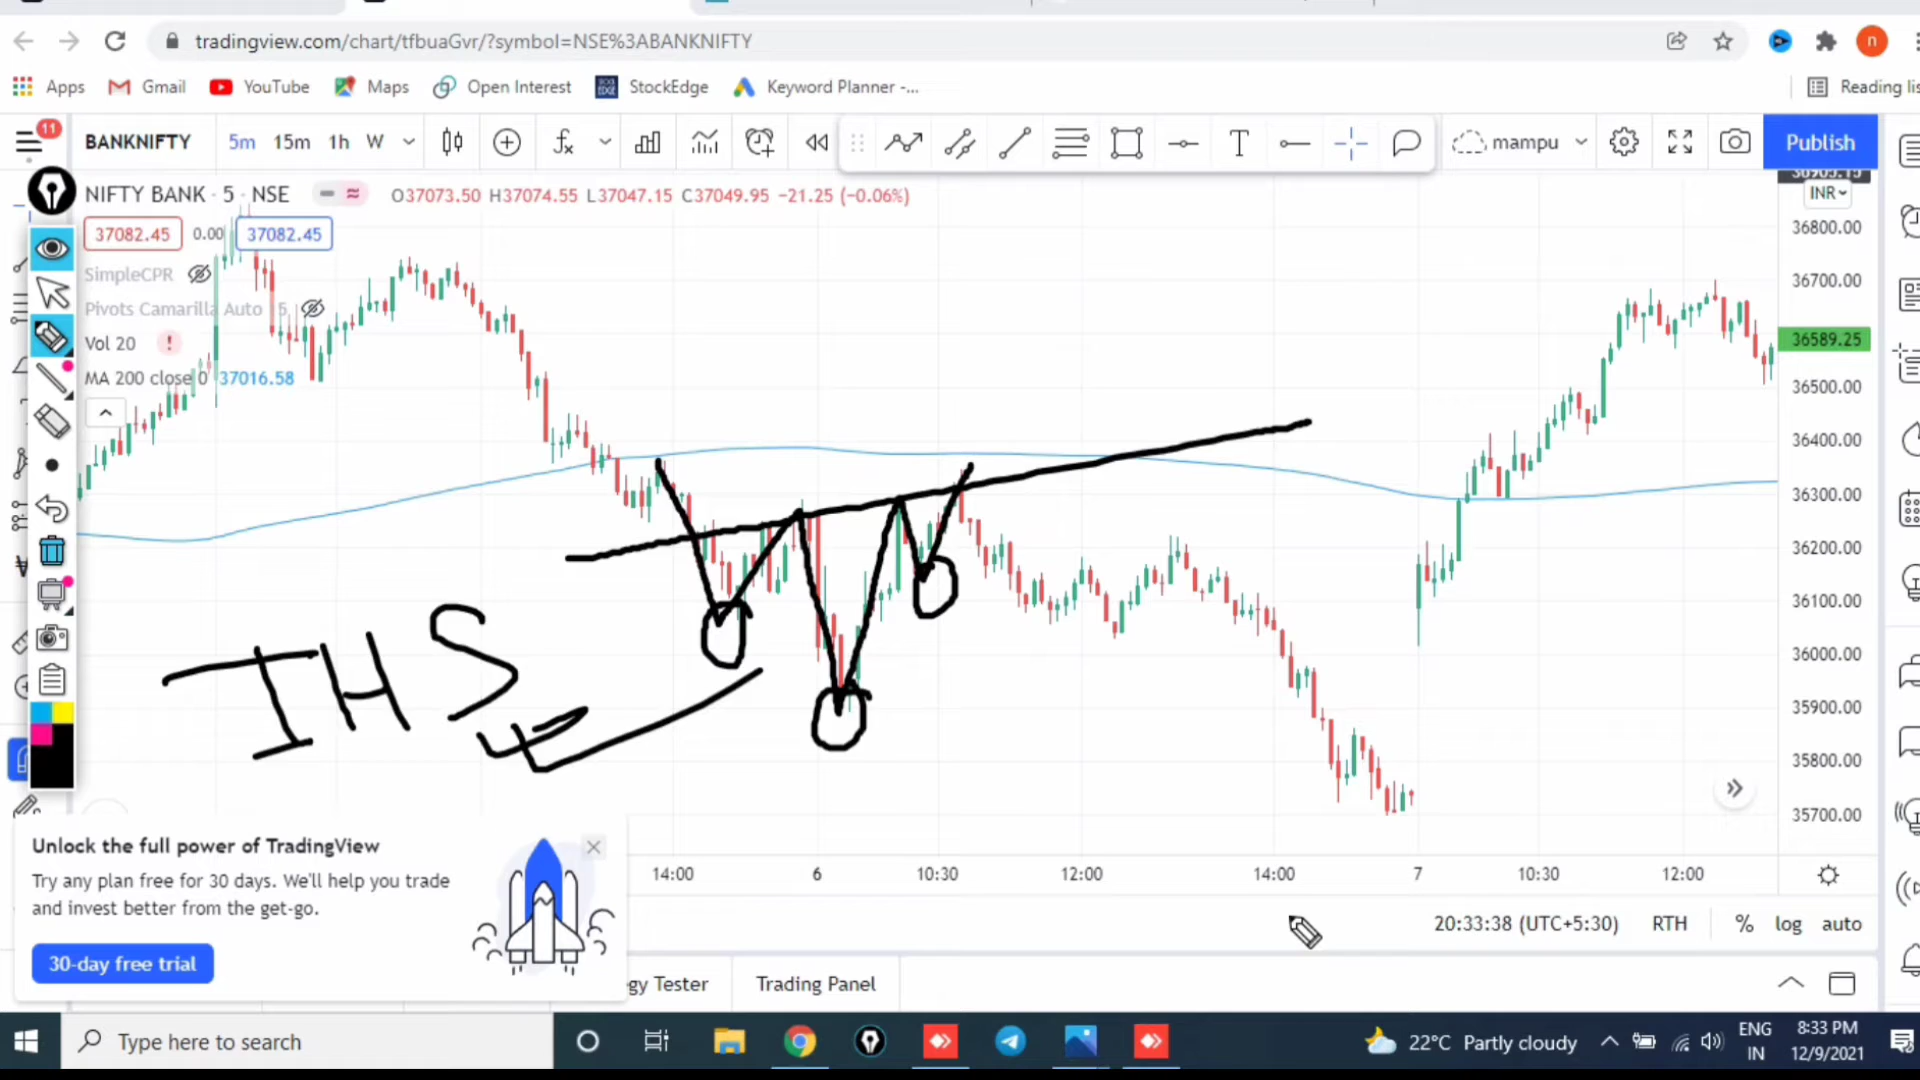 tradingview.com/chart/tfbuaGvr/?symbol=NSE%3ABANKNIFTY
n
Apps Gmail YouTube Maps Open Interest StockEdge Keyword Planner -... Reading lis
11 BANKNIFTY 5m 15m 1h W mampu Publish
NIFTY BANK · 5 · NSE O37073.50 H37074.55 L37047.15 C37049.95 −21.25 (−0.06%)
37082.45 0.00 37082.45
SimpleCPR
Pivots Camarilla Auto 15
Vol 20 !
MA 200 close 0 37016.58
36905.15
INR
36800.00
36700.00
36589.25
36500.00
36400.00
36300.00
36200.00
36100.00
36000.00
35900.00
35800.00
35700.00
IHS
14:00 6 10:30 12:00 14:00 7 10:30 12:00
Unlock the full power of TradingView
Try any plan free for 30 days. We'll help you trade
and invest better from the get-go.
30-day free trial
20:33:38 (UTC+5:30) RTH % log auto
gy Tester Trading Panel
Type here to search
22°C Partly cloudy
ENG
IN
8:33 PM
12/9/2021